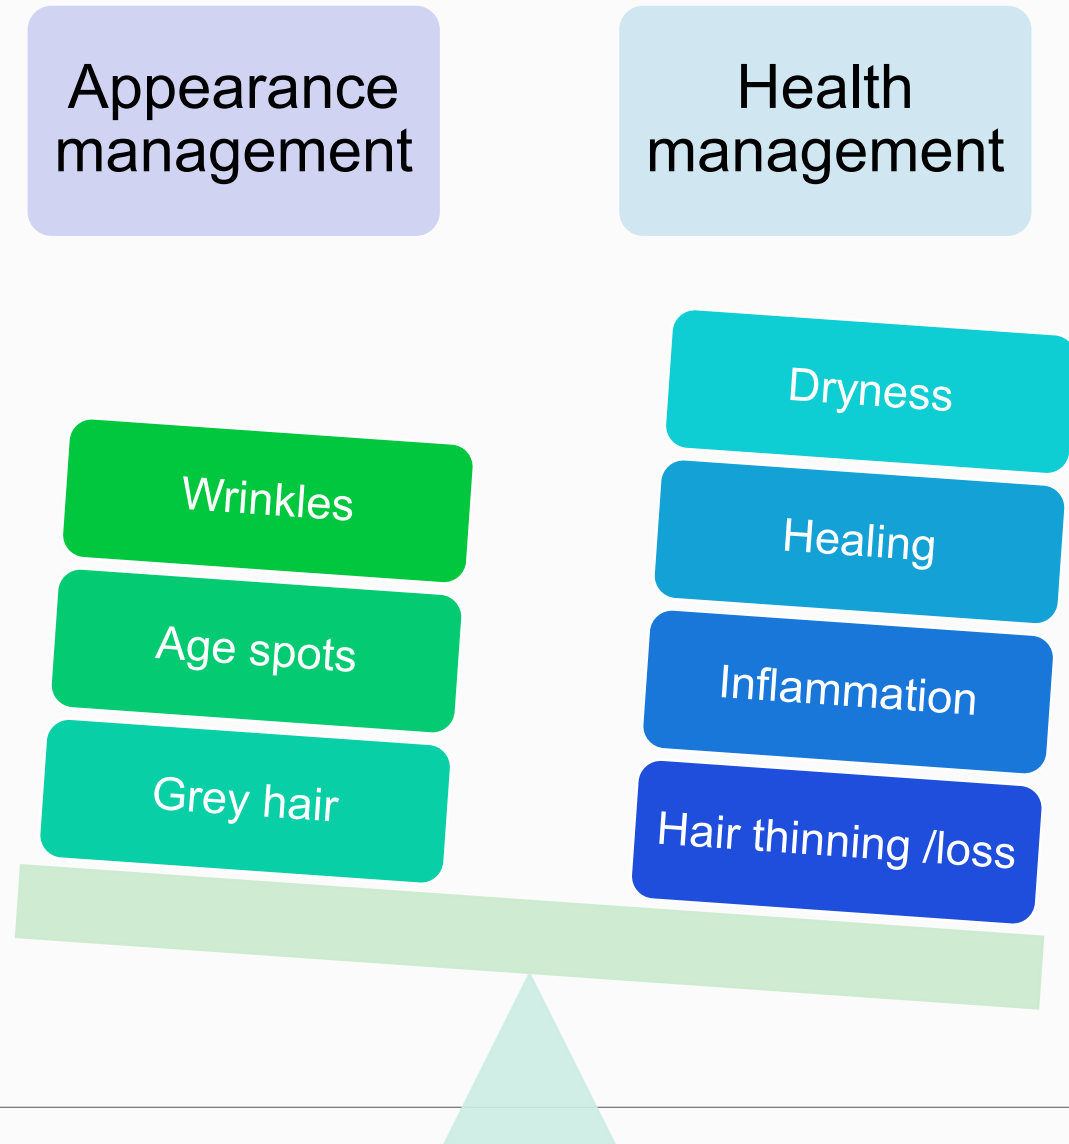 Appearance
management
Health
management
Wrinkles
Age spots
Grey hair
Dryness
Healing
Inflammation
Hair thinning /loss